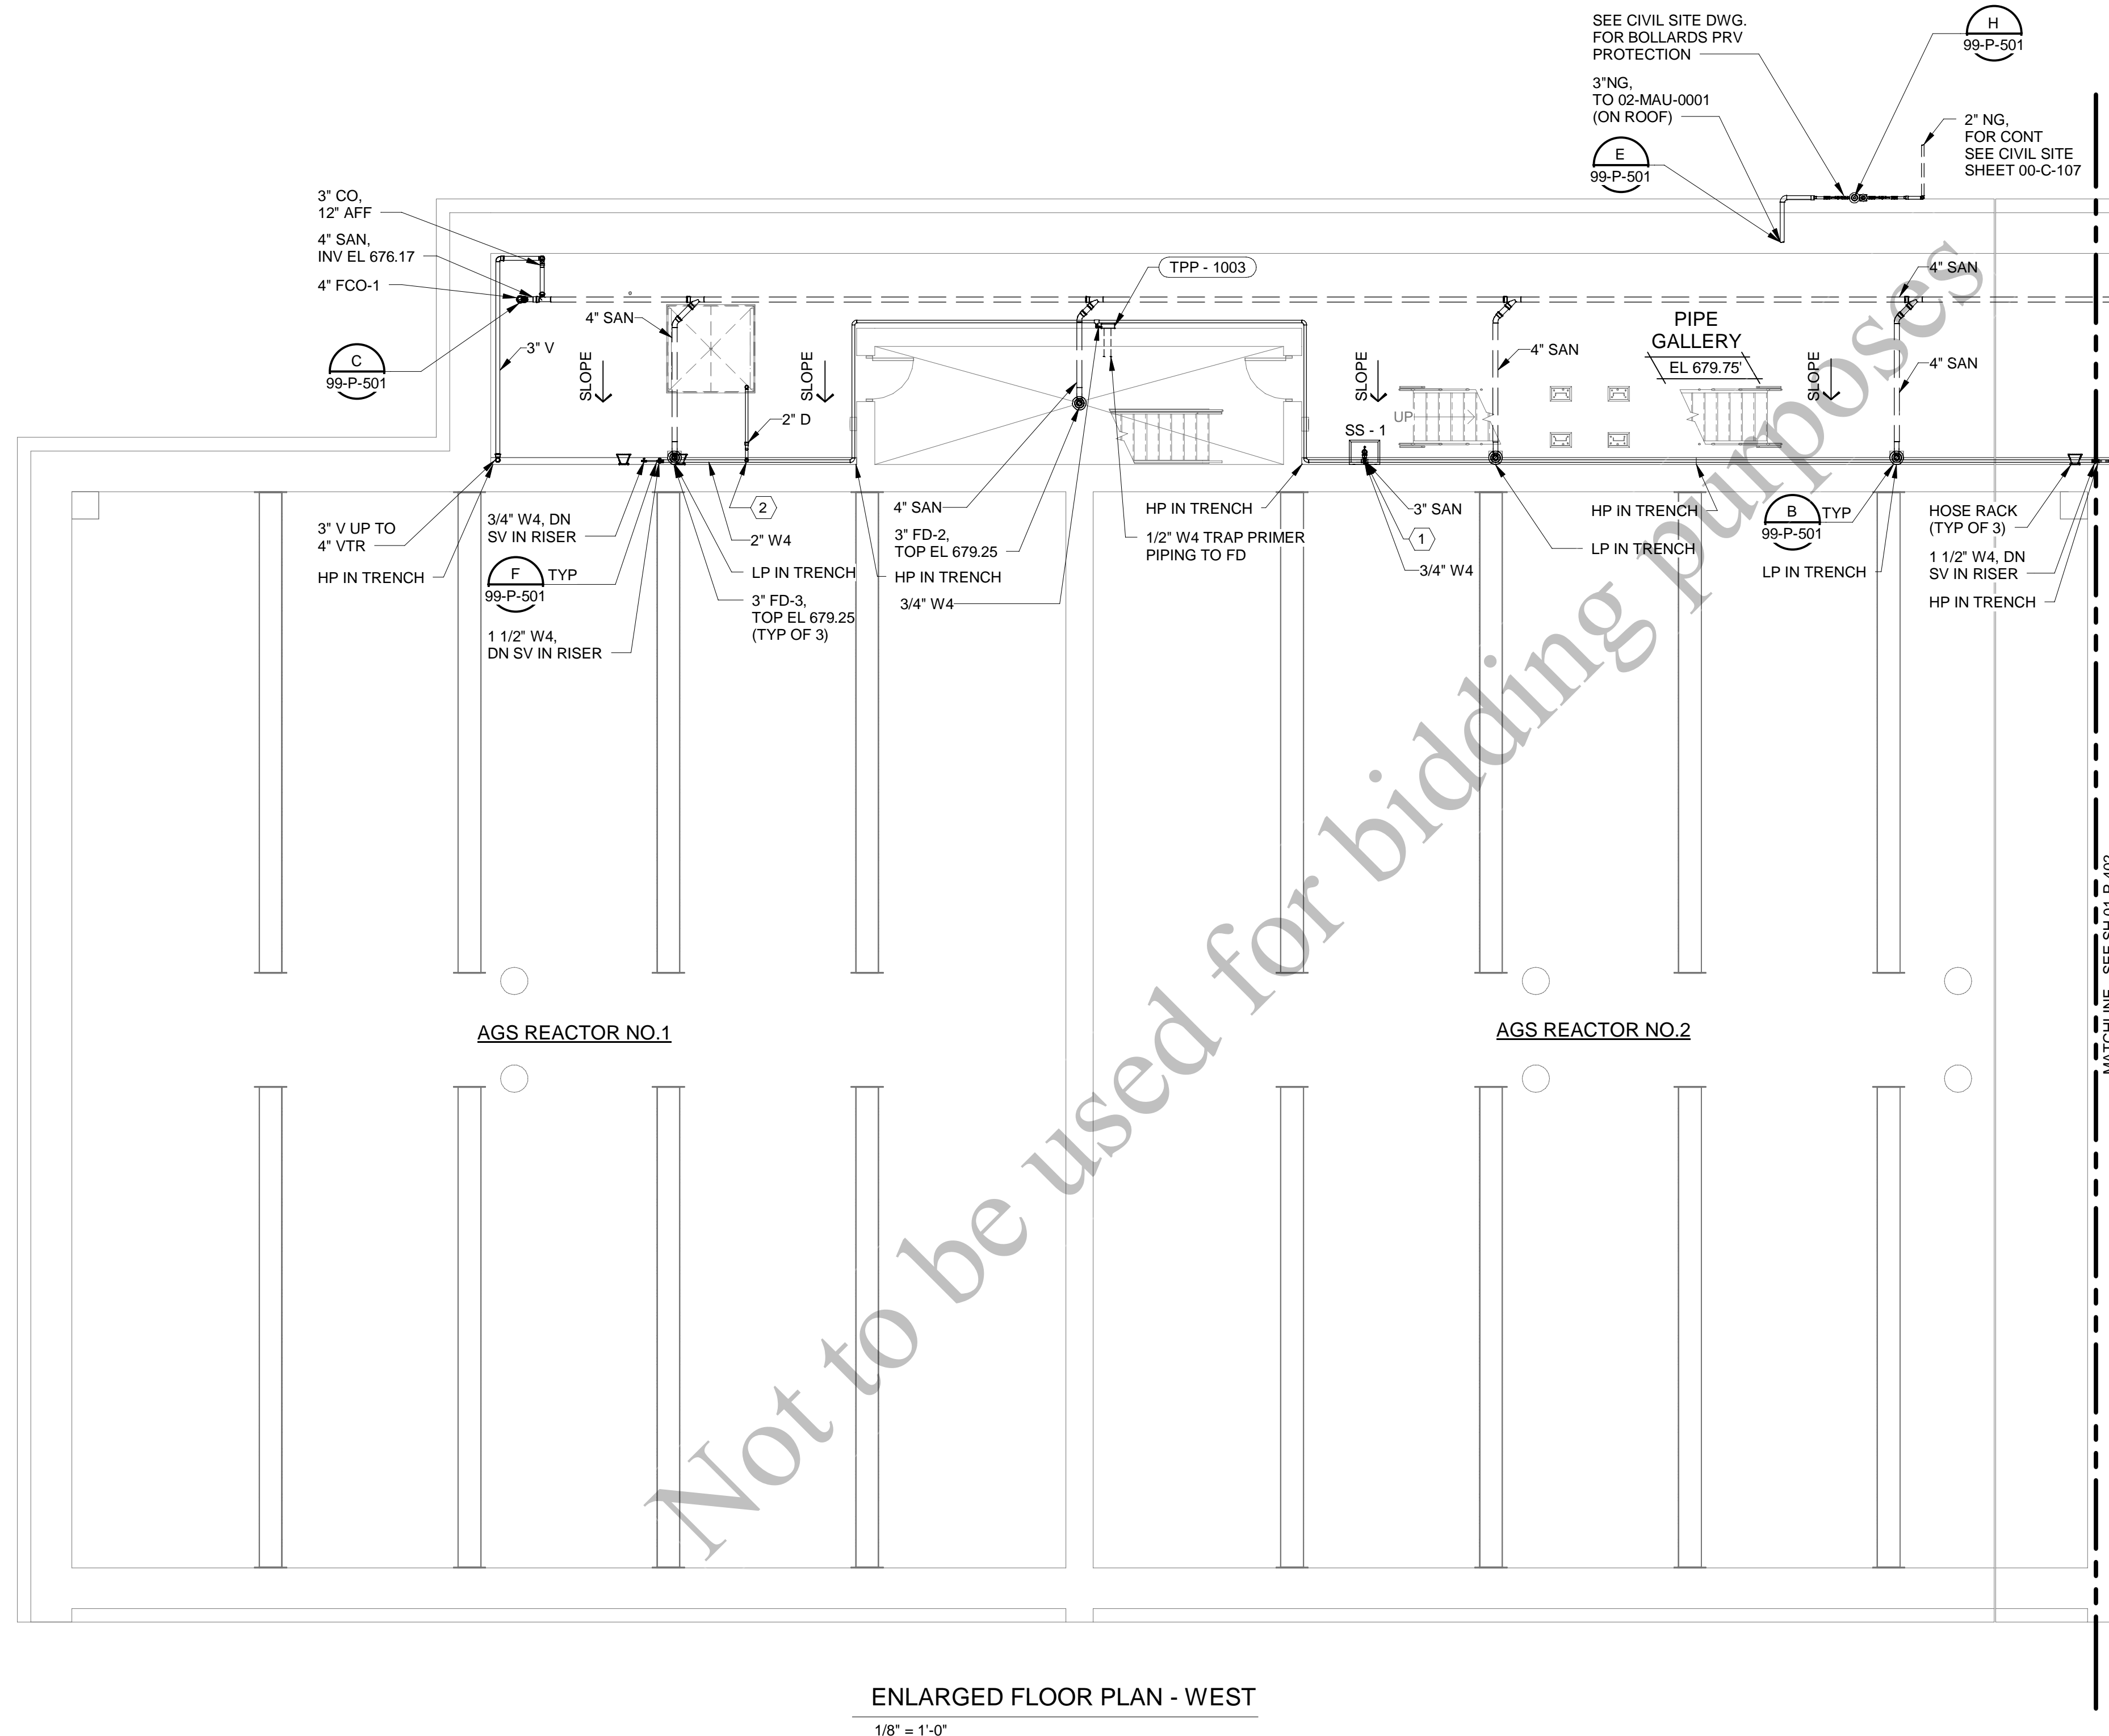 SEE CIVIL SITE DWG.
FOR BOLLARDS PRV
PROTECTION
H
99-P-501
3"NG,
TO 02-MAU-0001
(ON ROOF)
E
99-P-501
2" NG,
FOR CONT
SEE CIVIL SITE
SHEET 00-C-107
3" CO,
12" AFF
4" SAN,
INV EL 676.17
4" FCO-1
C
99-P-501
3" V
SLOPE
4" SAN
SLOPE
2" D
TPP - 1003
SLOPE
SS - 1
UP
4" SAN
PIPE
GALLERY
EL 679.75'
SLOPE
4" SAN
4" SAN
3" V UP TO
4" VTR
HP IN TRENCH
3/4" W4, DN
SV IN RISER
F
TYP
99-P-501
1 1/2" W4,
DN SV IN RISER
2
2" W4
LP IN TRENCH
3" FD-3,
TOP EL 679.25
(TYP OF 3)
4" SAN
3" FD-2,
TOP EL 679.25
HP IN TRENCH
3/4" W4
HP IN TRENCH
1/2" W4 TRAP PRIMER
PIPING TO FD
3" SAN
1
3/4" W4
HP IN TRENCH
LP IN TRENCH
B
TYP
99-P-501
LP IN TRENCH
HOSE RACK
(TYP OF 3)
1 1/2" W4, DN
SV IN RISER
HP IN TRENCH
AGS REACTOR NO.1
AGS REACTOR NO.2
Not to be used for bidding purposes
ENLARGED FLOOR PLAN - WEST
1/8" = 1'-0"